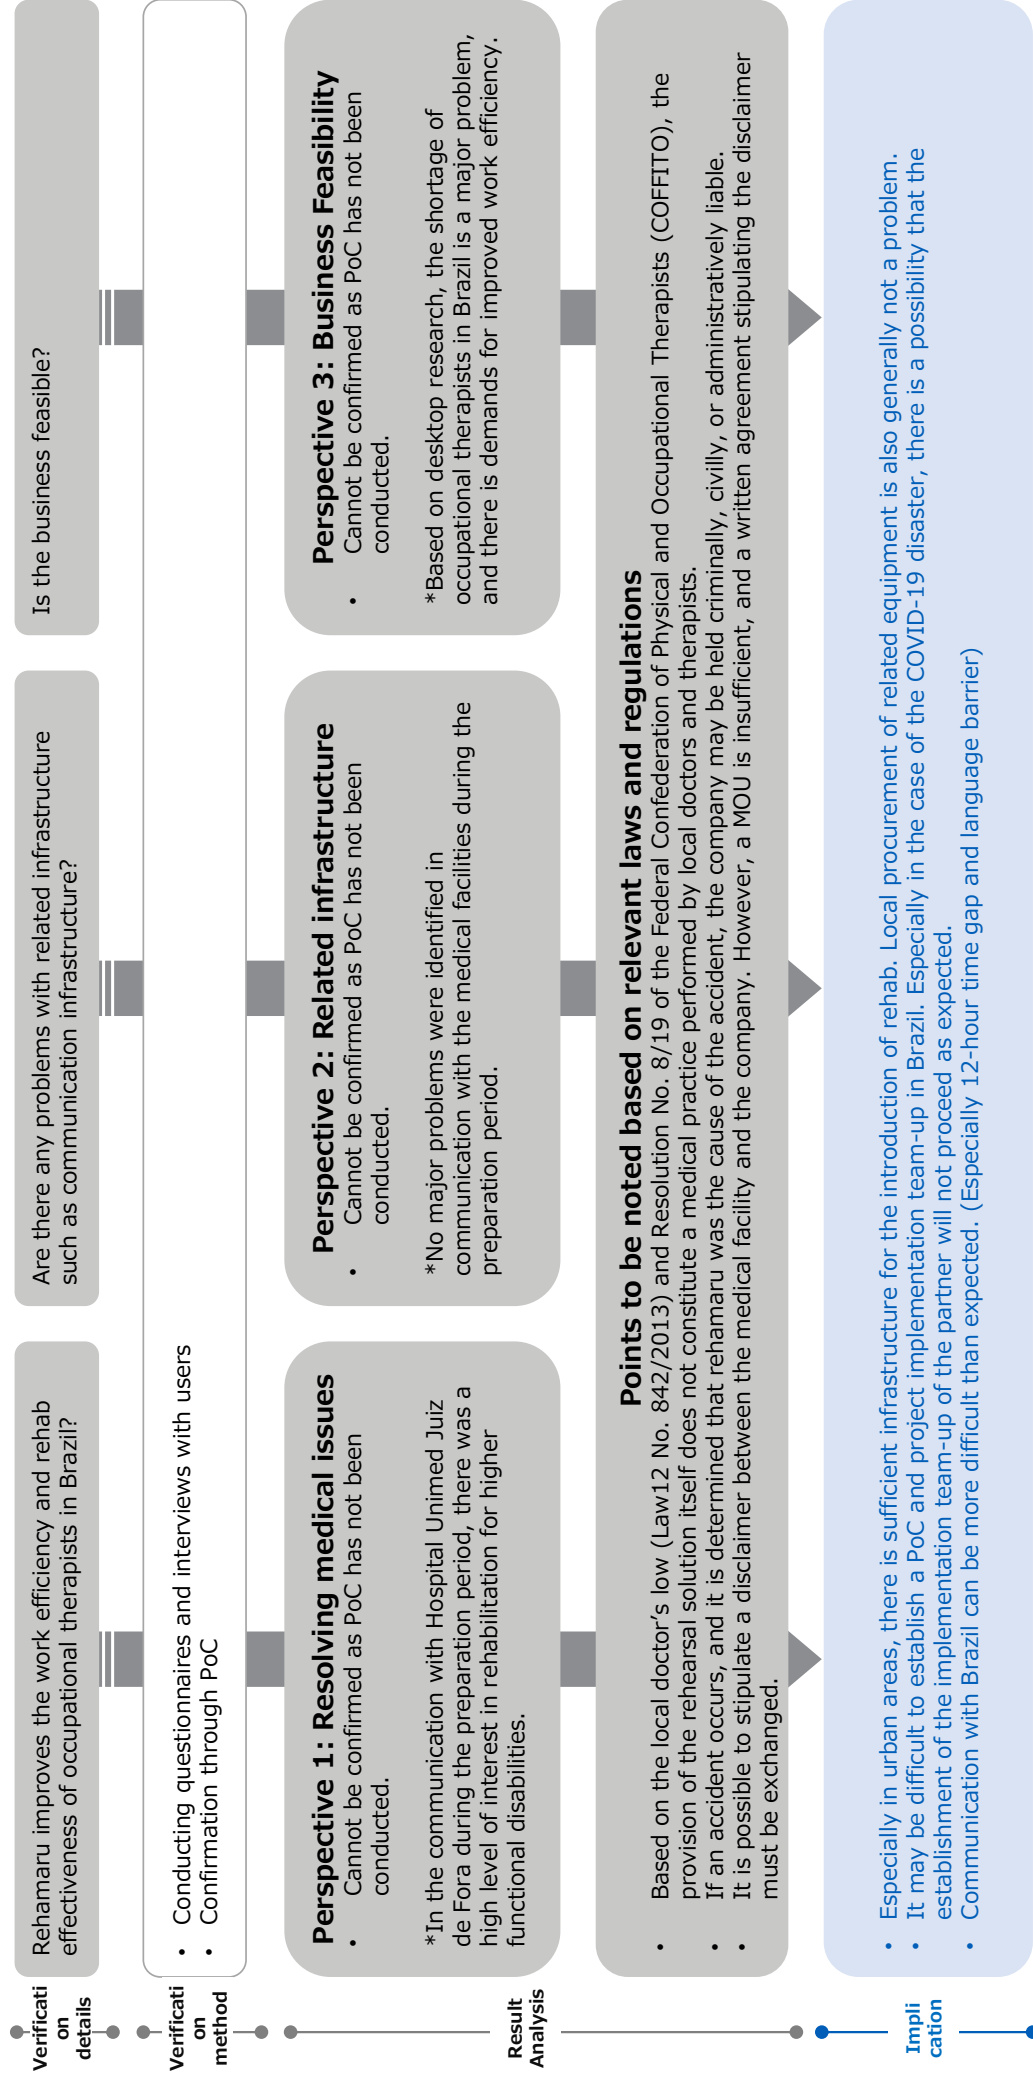 Verificati
on
details
Rehamaru improves the work efficiency and rehab
effectiveness of occupational therapists in Brazil?
Are there any problems with related infrastructure
such as communication infrastructure?
Is the business feasible?
Verificati
on
method
• Conducting questionnaires and interviews with users
• Confirmation through PoC
Result
Analysis
Perspective 1: Resolving medical issues
• Cannot be confirmed as PoC has not been
conducted.
*In the communication with Hospital Unimed Juiz
de Fora during the preparation period, there was a
high level of interest in rehabilitation for higher
functional disabilities.
Perspective 2: Related infrastructure
• Cannot be confirmed as PoC has not been
conducted.
*No major problems were identified in
communication with the medical facilities during the
preparation period.
Perspective 3: Business Feasibility
• Cannot be confirmed as PoC has not been
conducted.
*Based on desktop research, the shortage of
occupational therapists in Brazil is a major problem,
and there is demands for improved work efficiency.
Points to be noted based on relevant laws and regulations
• Based on the local doctor's low (Law12 No. 842/2013) and Resolution No. 8/19 of the Federal Confederation of Physical and Occupational Therapists (COFFITO), the
provision of the rehearsal solution itself does not constitute a medical practice performed by local doctors and therapists.
• If an accident occurs, and it is determined that rehamaru was the cause of the accident, the company may be held criminally, civilly, or administratively liable.
• It is possible to stipulate a disclaimer between the medical facility and the company. However, a MOU is insufficient, and a written agreement stipulating the disclaimer
must be exchanged.
Impli
cation
• Especially in urban areas, there is sufficient infrastructure for the introduction of rehab. Local procurement of related equipment is also generally not a problem.
• It may be difficult to establish a PoC and project implementation team-up in Brazil. Especially in the case of the COVID-19 disaster, there is a possibility that the
establishment of the implementation team-up of the partner will not proceed as expected.
• Communication with Brazil can be more difficult than expected. (Especially 12-hour time gap and language barrier)